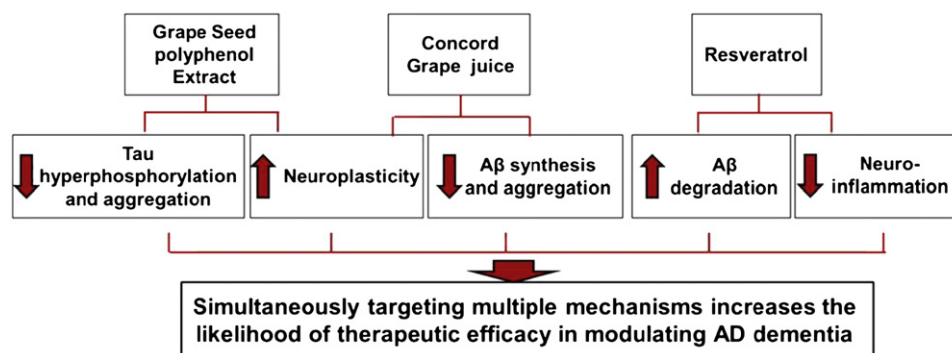 Grape Seed
polyphenol
Extract
Concord
Grape juice
Resveratrol
Tau
hyperphosphorylation
and aggregation
Neuroplasticity
Aβ synthesis
and aggregation
Aβ
degradation
Neuro-
inflammation
Simultaneously targeting multiple mechanisms increases the
likelihood of therapeutic efficacy in modulating AD dementia